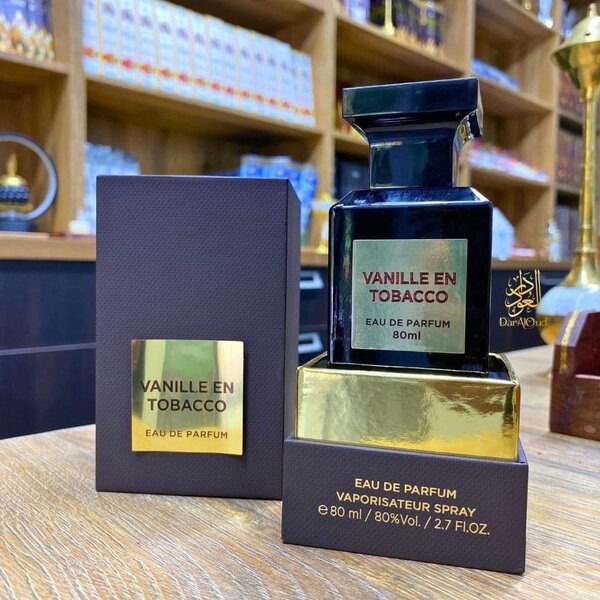 VANILLE EN
TOBACCO
EAU DE PARFUM
VANILLE EN
TOBACCO
EAU DE PARFUM
80ml
دار العود
DarAlOud
EAU DE PARFUM
VAPORISATEUR SPRAY
℮ 80 ml / 80%Vol. / 2.7 Fl.OZ.